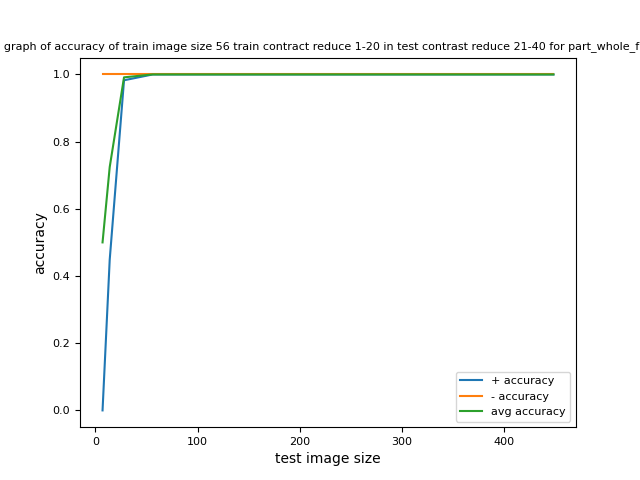 graph of accuracy of train image size 56 train contract reduce 1-20 in test contrast reduce 21-40 for part_whole_f
1.0
0.8
0.6
0.4
0.2
0.0
accuracy
0 100 200 300 400
test image size
+ accuracy
- accuracy
avg accuracy